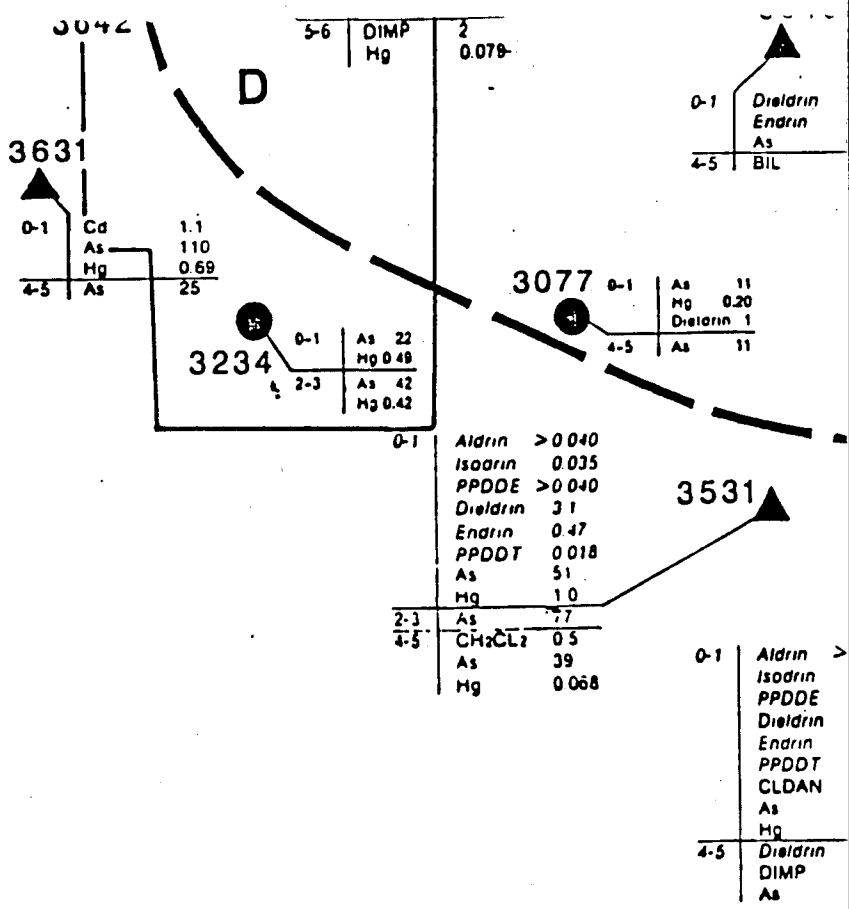 3642
5-6 DIMP 2
Hg 0.079
D
0-1 Dieldrin
Endrin
As
4-5 BIL
3631
0-1 Cd 1.1
As 110
Hg 0.69
4-5 As 25
3077
0-1 As 11
Hg 0.20
Dieldrin 1
4-5 As 11
3234
0-1 As 22
Hg 0.49
2-3 As 42
Hg 0.42
0-1 Aldrin >0.040
Isodrin 0.035
PPDDE >0.040
Dieldrin 3.1
Endrin 0.47
PPDDT 0.018
As 51
Hg 1.0
2-3 As 77
4-5 CH2CL2 0.5
As 39
Hg 0.068
3531
0-1 Aldrin >
Isodrin
PPDDE
Dieldrin
Endrin
PPDDT
CLDAN
As
Hg
4-5 Dieldrin
DIMP
As